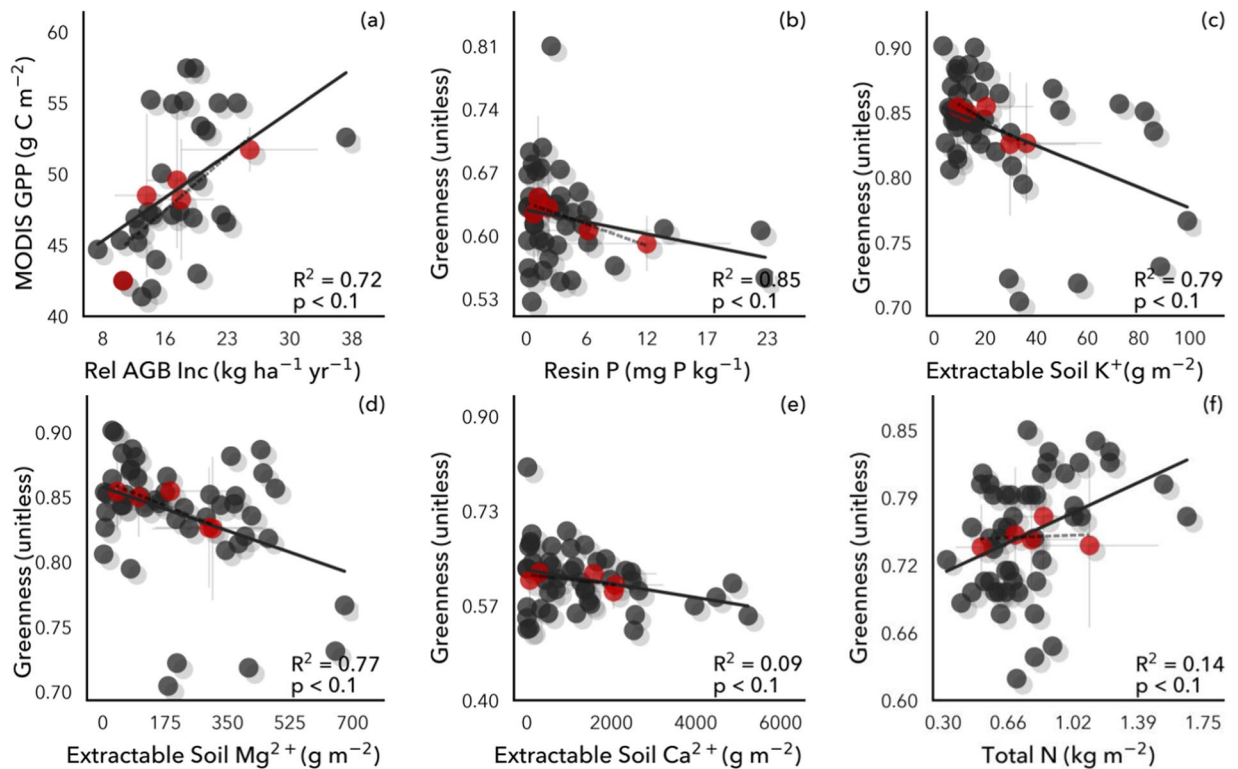 (a)
MODIS GPP (g C m⁻²)
60
55
50
45
40
R² = 0.72
p < 0.1
8 16 23 30 38
Rel AGB Inc (kg ha⁻¹ yr⁻¹)
(b)
Greenness (unitless)
0.81
0.74
0.67
0.60
0.53
R² = 0.85
p < 0.1
0 6 12 17 23
Resin P (mg P kg⁻¹)
(c)
Greenness (unitless)
0.90
0.85
0.80
0.75
0.70
R² = 0.79
p < 0.1
0 20 40 60 80 100
Extractable Soil K⁺(g m⁻²)
(d)
Greenness (unitless)
0.90
0.85
0.80
0.75
0.70
R² = 0.77
p < 0.1
0 175 350 525 700
Extractable Soil Mg²⁺(g m⁻²)
(e)
Greenness (unitless)
0.90
0.73
0.57
0.40
R² = 0.09
p < 0.1
0 2000 4000 6000
Extractable Soil Ca²⁺(g m⁻²)
(f)
Greenness (unitless)
0.85
0.79
0.72
0.66
0.60
R² = 0.14
p < 0.1
0.30 0.66 1.02 1.39 1.75
Total N (kg m⁻²)